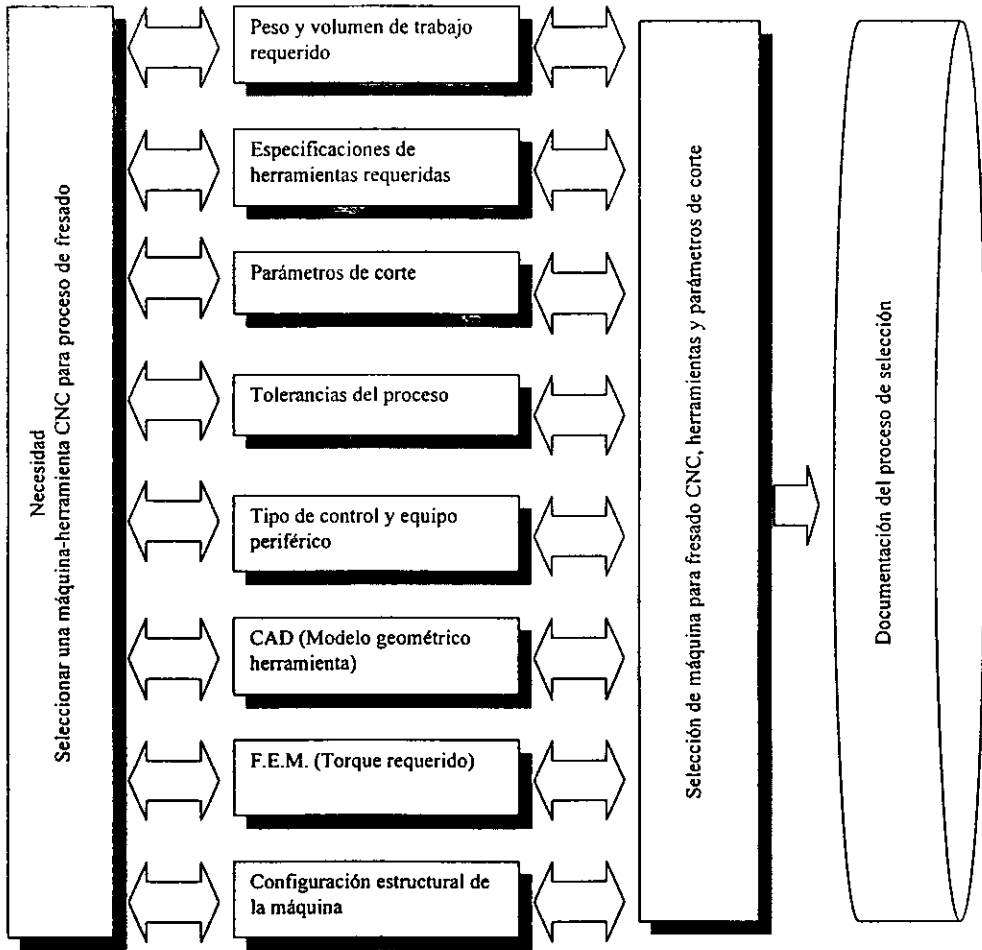 Necesidad
Seleccionar una máquina-herramienta CNC para proceso de fresado
Peso y volumen de trabajo
requerido
Especificaciones de
herramientas requeridas
Parámetros de corte
Tolerancias del proceso
Tipo de control y equipo
periférico
CAD (Modelo geométrico
herramienta)
F.E.M. (Torque requerido)
Configuración estructural de
la máquina
Selección de máquina para fresado CNC, herramientas y parámetros de corte
Documentación del proceso de selección